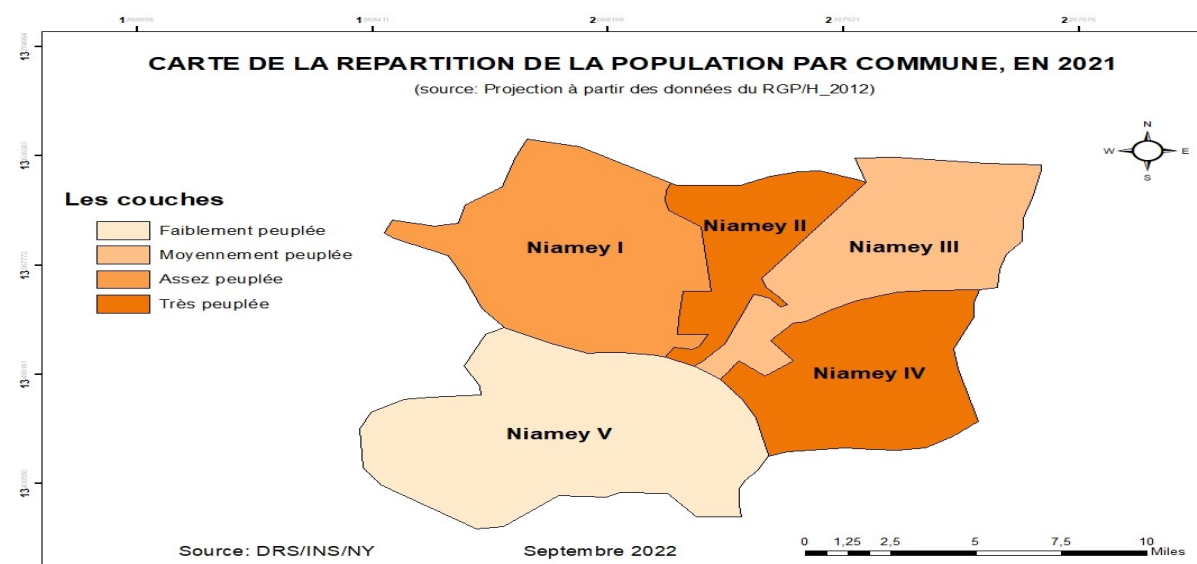 CARTE DE LA REPARTITION DE LA POPULATION PAR COMMUNE, EN 2021
(source: Projection à partir des données du RGP/H_2012)
N
W E
S
Les couches
Faiblement peuplée
Moyennement peuplée
Assez peuplée
Très peuplée
Niamey I
Niamey II
Niamey III
Niamey IV
Niamey V
Source: DRS/INS/NY
Septembre 2022
0 1,25 2,5 5 7,5 10
Miles